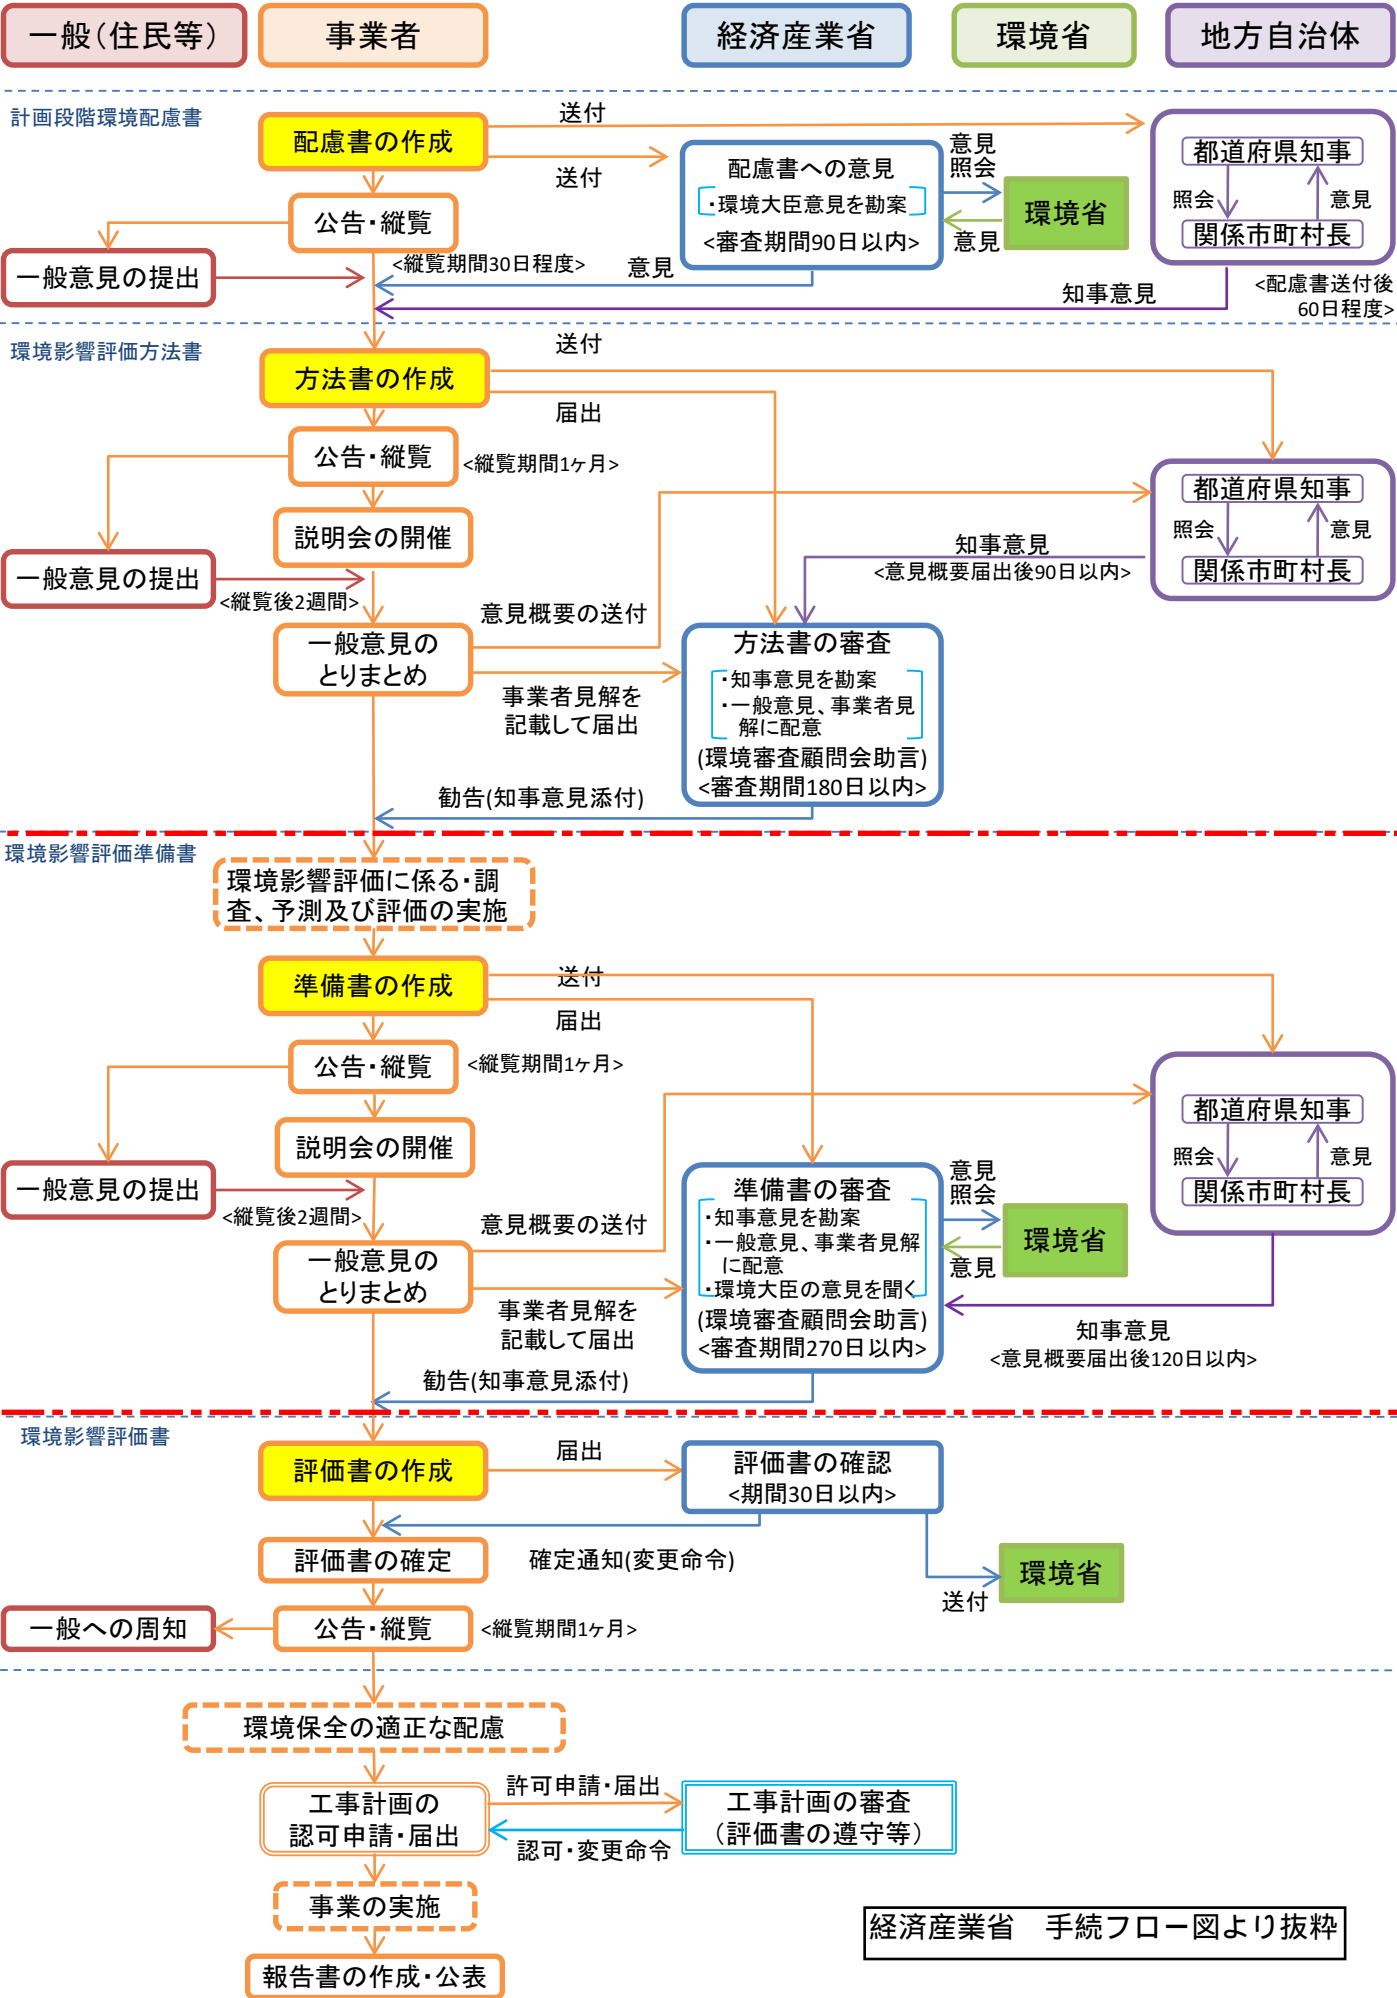 一般(住民等)
事業者
経済産業省
環境省
地方自治体
計画段階環境配慮書
配慮書の作成
送付
送付
配慮書への意見
・環境大臣意見を勘案
<審査期間90日以内>
意見
照会
意見
環境省
都道府県知事
照会
意見
関係市町村長
公告・縦覧
<縦覧期間30日程度>
一般意見の提出
意見
知事意見
<配慮書送付後
60日程度>
環境影響評価方法書
方法書の作成
送付
届出
公告・縦覧
<縦覧期間1ヶ月>
説明会の開催
一般意見の提出
<縦覧後2週間>
都道府県知事
照会
意見
関係市町村長
知事意見
<意見概要届出後90日以内>
一般意見の
とりまとめ
意見概要の送付
事業者見解を
記載して届出
方法書の審査
・知事意見を勘案
・一般意見、事業者見
解に配意
(環境審査顧問会助言)
<審査期間180日以内>
勧告(知事意見添付)
環境影響評価準備書
環境影響評価に係る・調
査、予測及び評価の実施
準備書の作成
送付
届出
公告・縦覧
<縦覧期間1ヶ月>
説明会の開催
一般意見の提出
<縦覧後2週間>
都道府県知事
照会
意見
関係市町村長
一般意見の
とりまとめ
意見概要の送付
事業者見解を
記載して届出
準備書の審査
・知事意見を勘案
・一般意見、事業者見解
に配意
・環境大臣の意見を聞く
(環境審査顧問会助言)
<審査期間270日以内>
意見
照会
意見
環境省
知事意見
<意見概要届出後120日以内>
勧告(知事意見添付)
環境影響評価書
評価書の作成
届出
評価書の確認
<期間30日以内>
評価書の確定
確定通知(変更命令)
環境省
送付
一般への周知
公告・縦覧
<縦覧期間1ヶ月>
環境保全の適正な配慮
工事計画の
認可申請・届出
許可申請・届出
認可・変更命令
工事計画の審査
(評価書の遵守等)
事業の実施
報告書の作成・公表
経済産業省 手続フロー図より抜粋